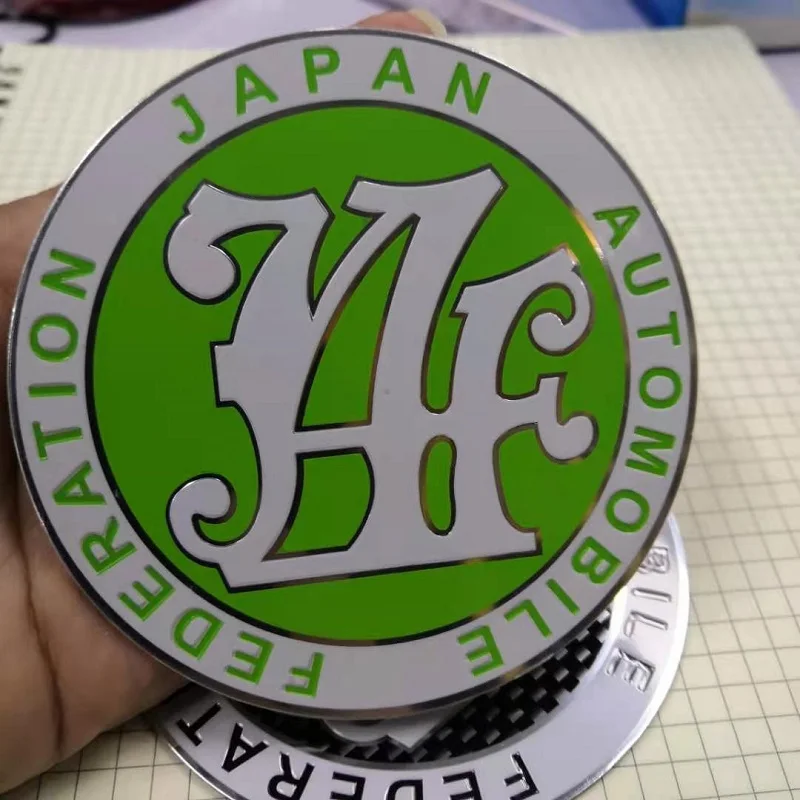 JAPAN AUTOMOBILE FEDERATION
JAF
BILE
FEDERAT